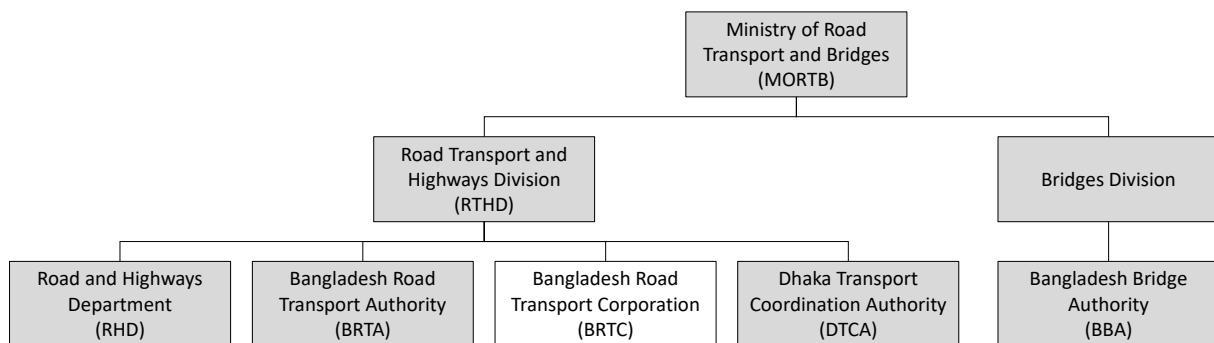 Ministry of Road
Transport and Bridges
(MORTB)
Road Transport and
Highways Division
(RTHD)
Bridges Division
Road and Highways
Department
(RHD)
Bangladesh Road
Transport Authority
(BRTA)
Bangladesh Road
Transport Corporation
(BRTC)
Dhaka Transport
Coordination Authority
(DTCA)
Bangladesh Bridge
Authority
(BBA)